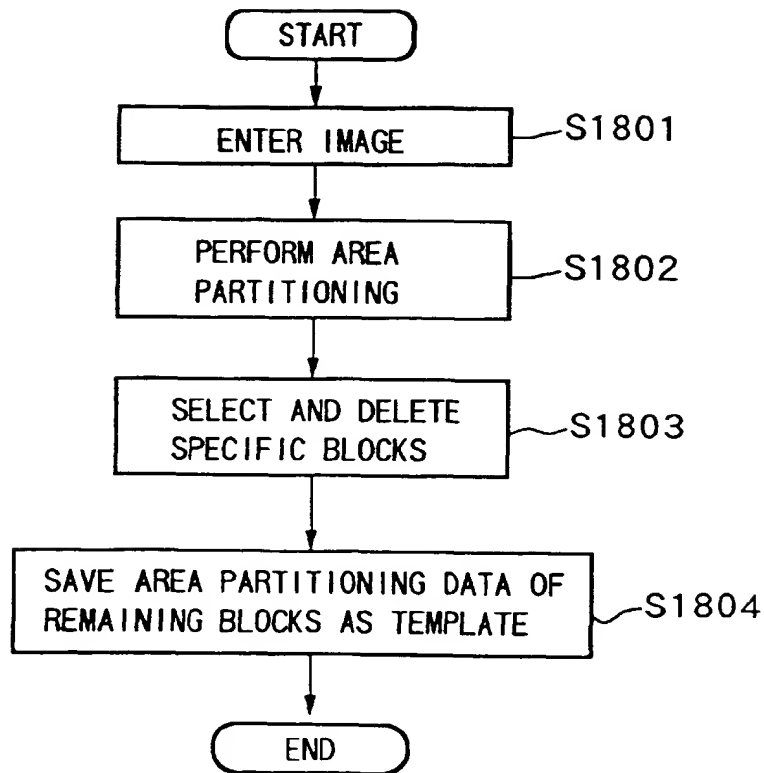 START
ENTER IMAGE
S1801
PERFORM AREA
PARTITIONING
S1802
SELECT AND DELETE
SPECIFIC BLOCKS
S1803
SAVE AREA PARTITIONING DATA OF
REMAINING BLOCKS AS TEMPLATE
S1804
END